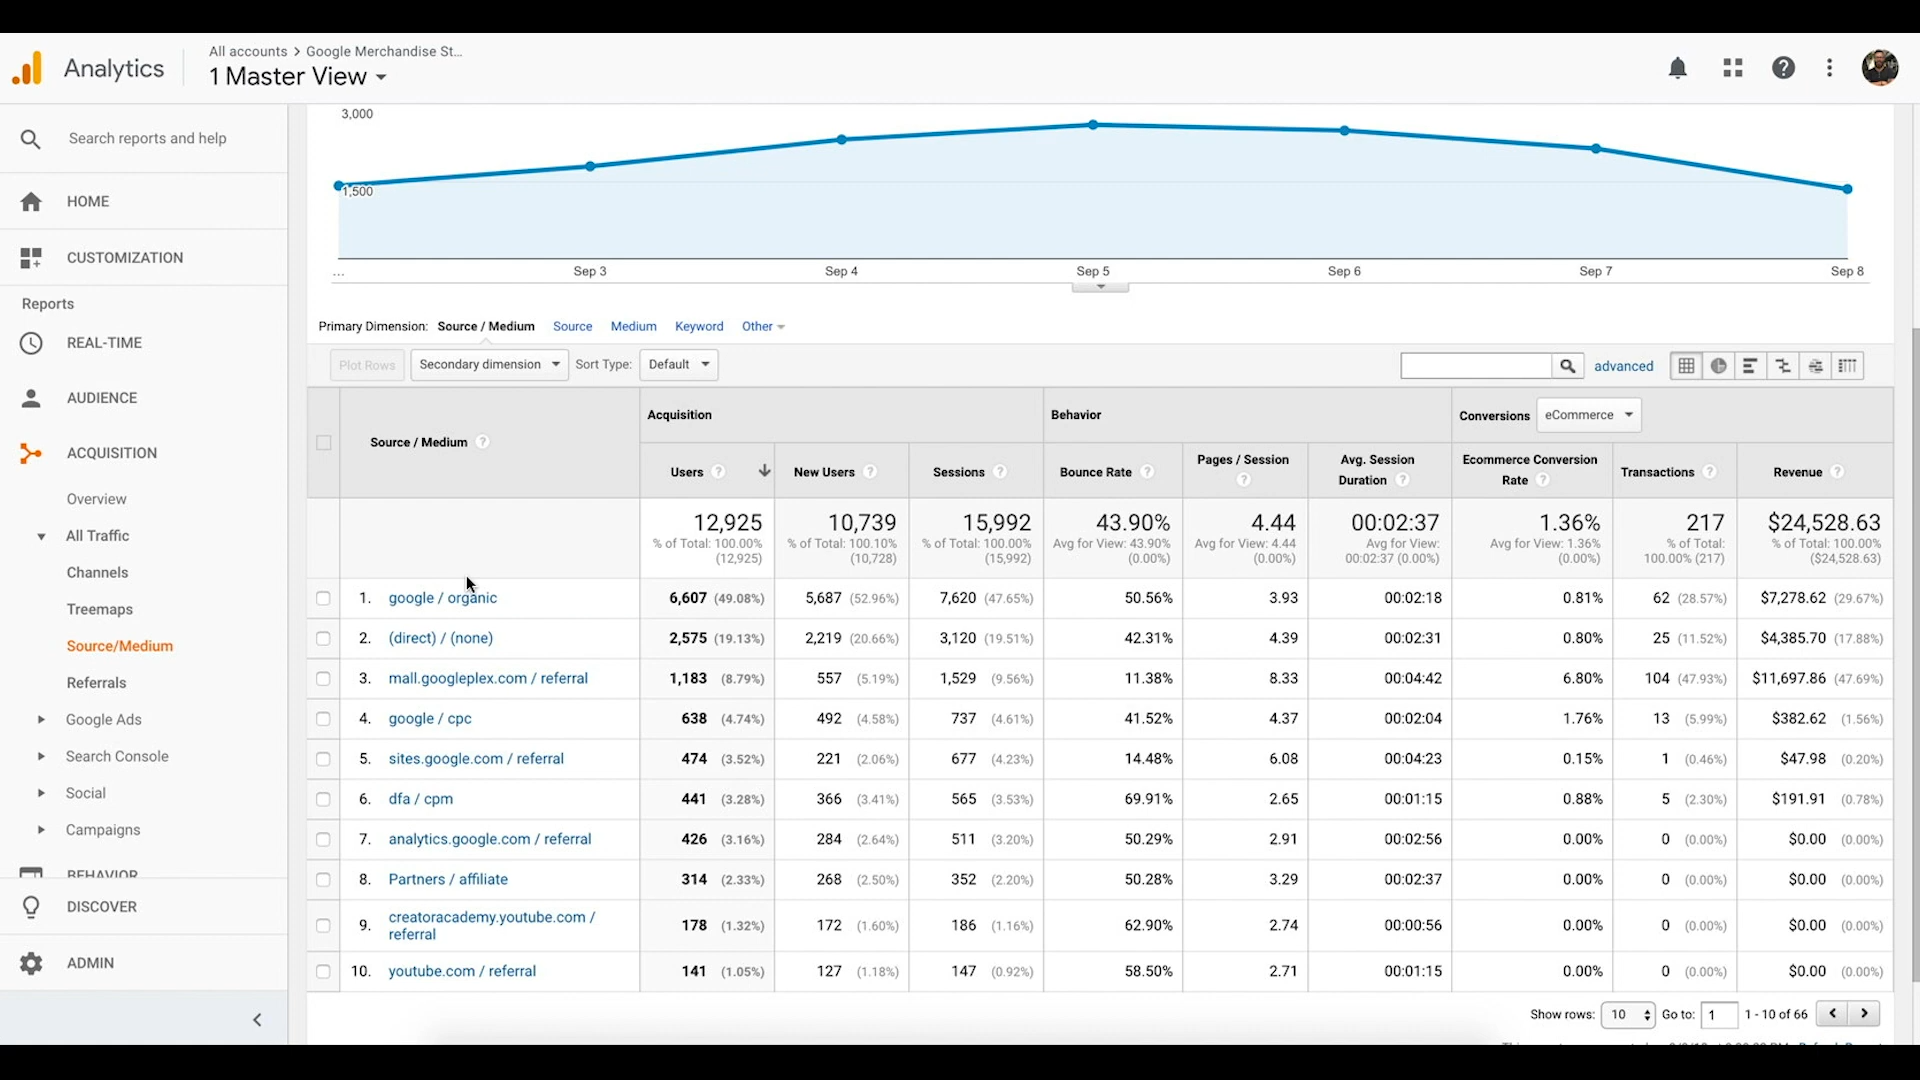 All accounts > Google Merchandise St...
Analytics
1 Master View
Search reports and help
HOME
CUSTOMIZATION
Reports
REAL-TIME
AUDIENCE
ACQUISITION
Overview
All Traffic
Channels
Treemaps
Source/Medium
Referrals
Google Ads
Search Console
Social
Campaigns
BEHAVIOR
DISCOVER
ADMIN
3,000
1,500
... Sep 3 Sep 4 Sep 5 Sep 6 Sep 7 Sep 8
Primary Dimension: Source / Medium Source Medium Keyword Other
Plot Rows Secondary dimension Sort Type: Default advanced
Source / Medium
Acquisition Behavior Conversions eCommerce
Users New Users Sessions Bounce Rate Pages / Session Avg. Session Duration Ecommerce Conversion Rate Transactions Revenue
12,925 10,739 15,992 43.90% 4.44 00:02:37 1.36% 217 $24,528.63
% of Total: 100.00% % of Total: 100.10% % of Total: 100.00% Avg for View: 43.90% Avg for View: 4.44 Avg for View: Avg for View: 1.36% % of Total: % of Total: 100.00%
(12,925) (10,728) (15,992) (0.00%) (0.00%) 00:02:37 (0.00%) (0.00%) 100.00% (217) ($24,528.63)
1. google / organic 6,607 (49.08%) 5,687 (52.96%) 7,620 (47.65%) 50.56% 3.93 00:02:18 0.81% 62 (28.57%) $7,278.62 (29.67%)
2. (direct) / (none) 2,575 (19.13%) 2,219 (20.66%) 3,120 (19.51%) 42.31% 4.39 00:02:31 0.80% 25 (11.52%) $4,385.70 (17.88%)
3. mall.googleplex.com / referral 1,183 (8.79%) 557 (5.19%) 1,529 (9.56%) 11.38% 8.33 00:04:42 6.80% 104 (47.93%) $11,697.86 (47.69%)
4. google / cpc 638 (4.74%) 492 (4.58%) 737 (4.61%) 41.52% 4.37 00:02:04 1.76% 13 (5.99%) $382.62 (1.56%)
5. sites.google.com / referral 474 (3.52%) 221 (2.06%) 677 (4.23%) 14.48% 6.08 00:04:23 0.15% 1 (0.46%) $47.98 (0.20%)
6. dfa / cpm 441 (3.28%) 366 (3.41%) 565 (3.53%) 69.91% 2.65 00:01:15 0.88% 5 (2.30%) $191.91 (0.78%)
7. analytics.google.com / referral 426 (3.16%) 284 (2.64%) 511 (3.20%) 50.29% 2.91 00:02:56 0.00% 0 (0.00%) $0.00 (0.00%)
8. Partners / affiliate 314 (2.33%) 268 (2.50%) 352 (2.20%) 50.28% 3.29 00:02:37 0.00% 0 (0.00%) $0.00 (0.00%)
9. creatoracademy.youtube.com / referral 178 (1.32%) 172 (1.60%) 186 (1.16%) 62.90% 2.74 00:00:56 0.00% 0 (0.00%) $0.00 (0.00%)
10. youtube.com / referral 141 (1.05%) 127 (1.18%) 147 (0.92%) 58.50% 2.71 00:01:15 0.00% 0 (0.00%) $0.00 (0.00%)
Show rows: 10 Go to: 1 1 - 10 of 66